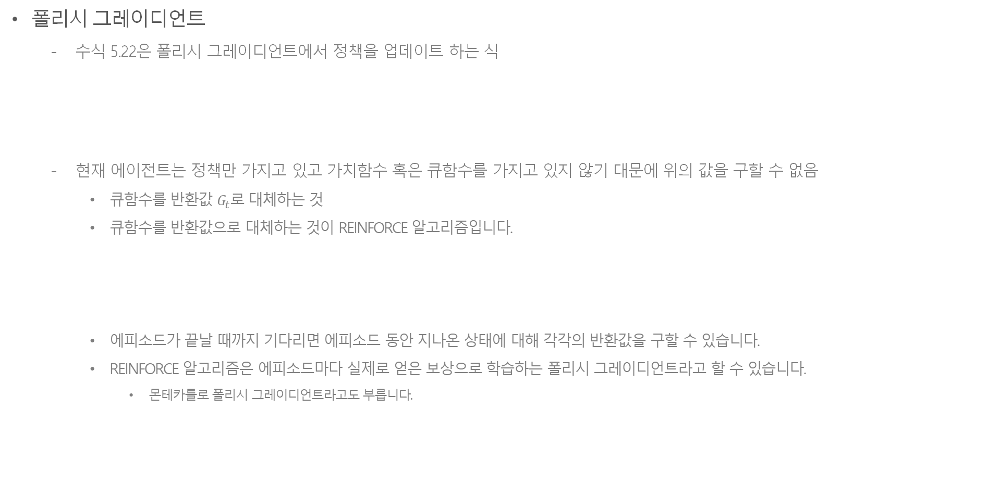 • 폴리시 그레이디언트
- 수식 5.22은 폴리시 그레이디언트에서 정책을 업데이트 하는 식
- 현재 에이전트는 정책만 가지고 있고 가치함수 혹은 큐함수를 가지고 있지 않기 대문에 위의 값을 구할 수 없음
• 큐함수를 반환값 G_t로 대체하는 것
• 큐함수를 반환값으로 대체하는 것이 REINFORCE 알고리즘입니다.
• 에피소드가 끝날 때까지 기다리면 에피소드 동안 지나온 상태에 대해 각각의 반환값을 구할 수 있습니다.
• REINFORCE 알고리즘은 에피소드마다 실제로 얻은 보상으로 학습하는 폴리시 그레이디언트라고 할 수 있습니다.
• 몬테카를로 폴리시 그레이디언트라고도 부릅니다.